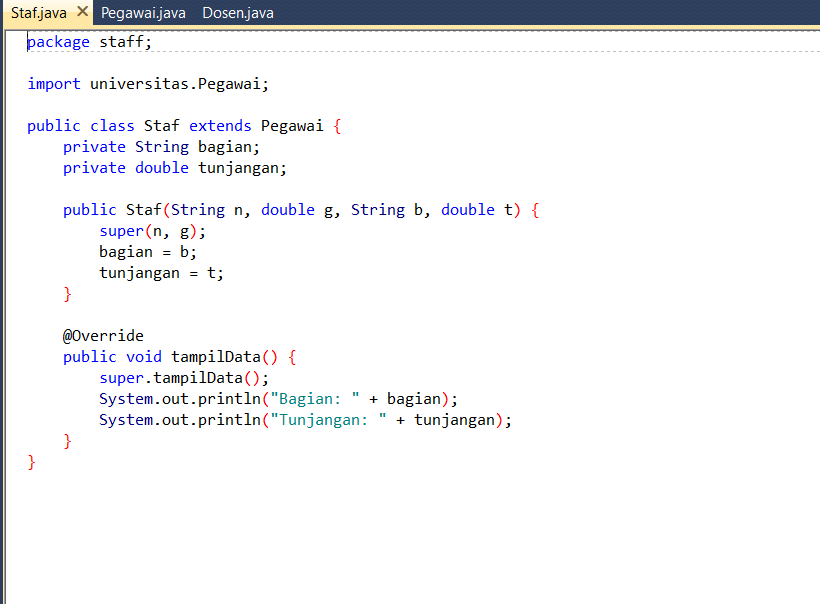 Staf.java Pegawai.java Dosen.java
package staff;
import universitas.Pegawai;
public class Staf extends Pegawai {
private String bagian;
private double tunjangan;
public Staf(String n, double g, String b, double t) {
super(n, g);
bagian = b;
tunjangan = t;
}
@Override
public void tampilData() {
super.tampilData();
System.out.println("Bagian: " + bagian);
System.out.println("Tunjangan: " + tunjangan);
}
}